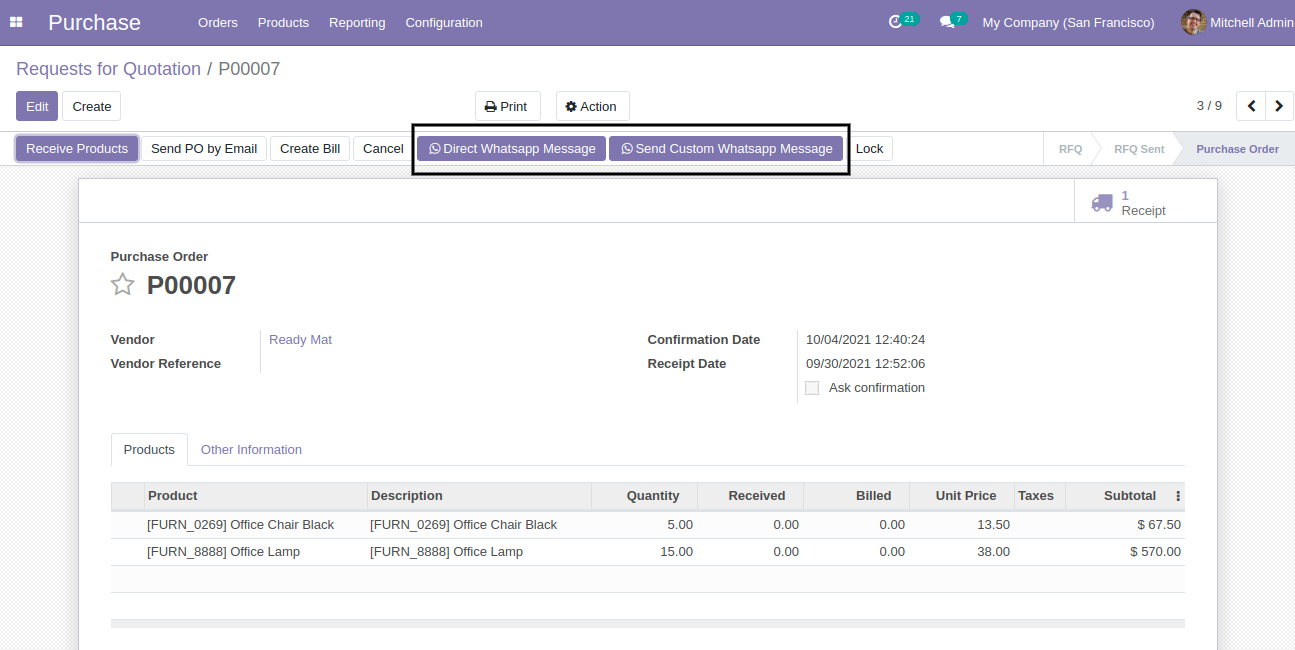 Purchase Orders Products Reporting Configuration 21 7 My Company (San Francisco) Mitchell Admin
Requests for Quotation / P00007
Edit Create Print Action 3 / 9
Receive Products Send PO by Email Create Bill Cancel Direct Whatsapp Message Send Custom Whatsapp Message Lock RFQ RFQ Sent Purchase Order
1
Receipt
Purchase Order
P00007
Vendor Ready Mat Confirmation Date 10/04/2021 12:40:24
Vendor Reference Receipt Date 09/30/2021 12:52:06
Ask confirmation
Products Other Information
Product Description Quantity Received Billed Unit Price Taxes Subtotal
[FURN_0269] Office Chair Black [FURN_0269] Office Chair Black 5.00 0.00 0.00 13.50 $ 67.50
[FURN_8888] Office Lamp [FURN_8888] Office Lamp 15.00 0.00 0.00 38.00 $ 570.00